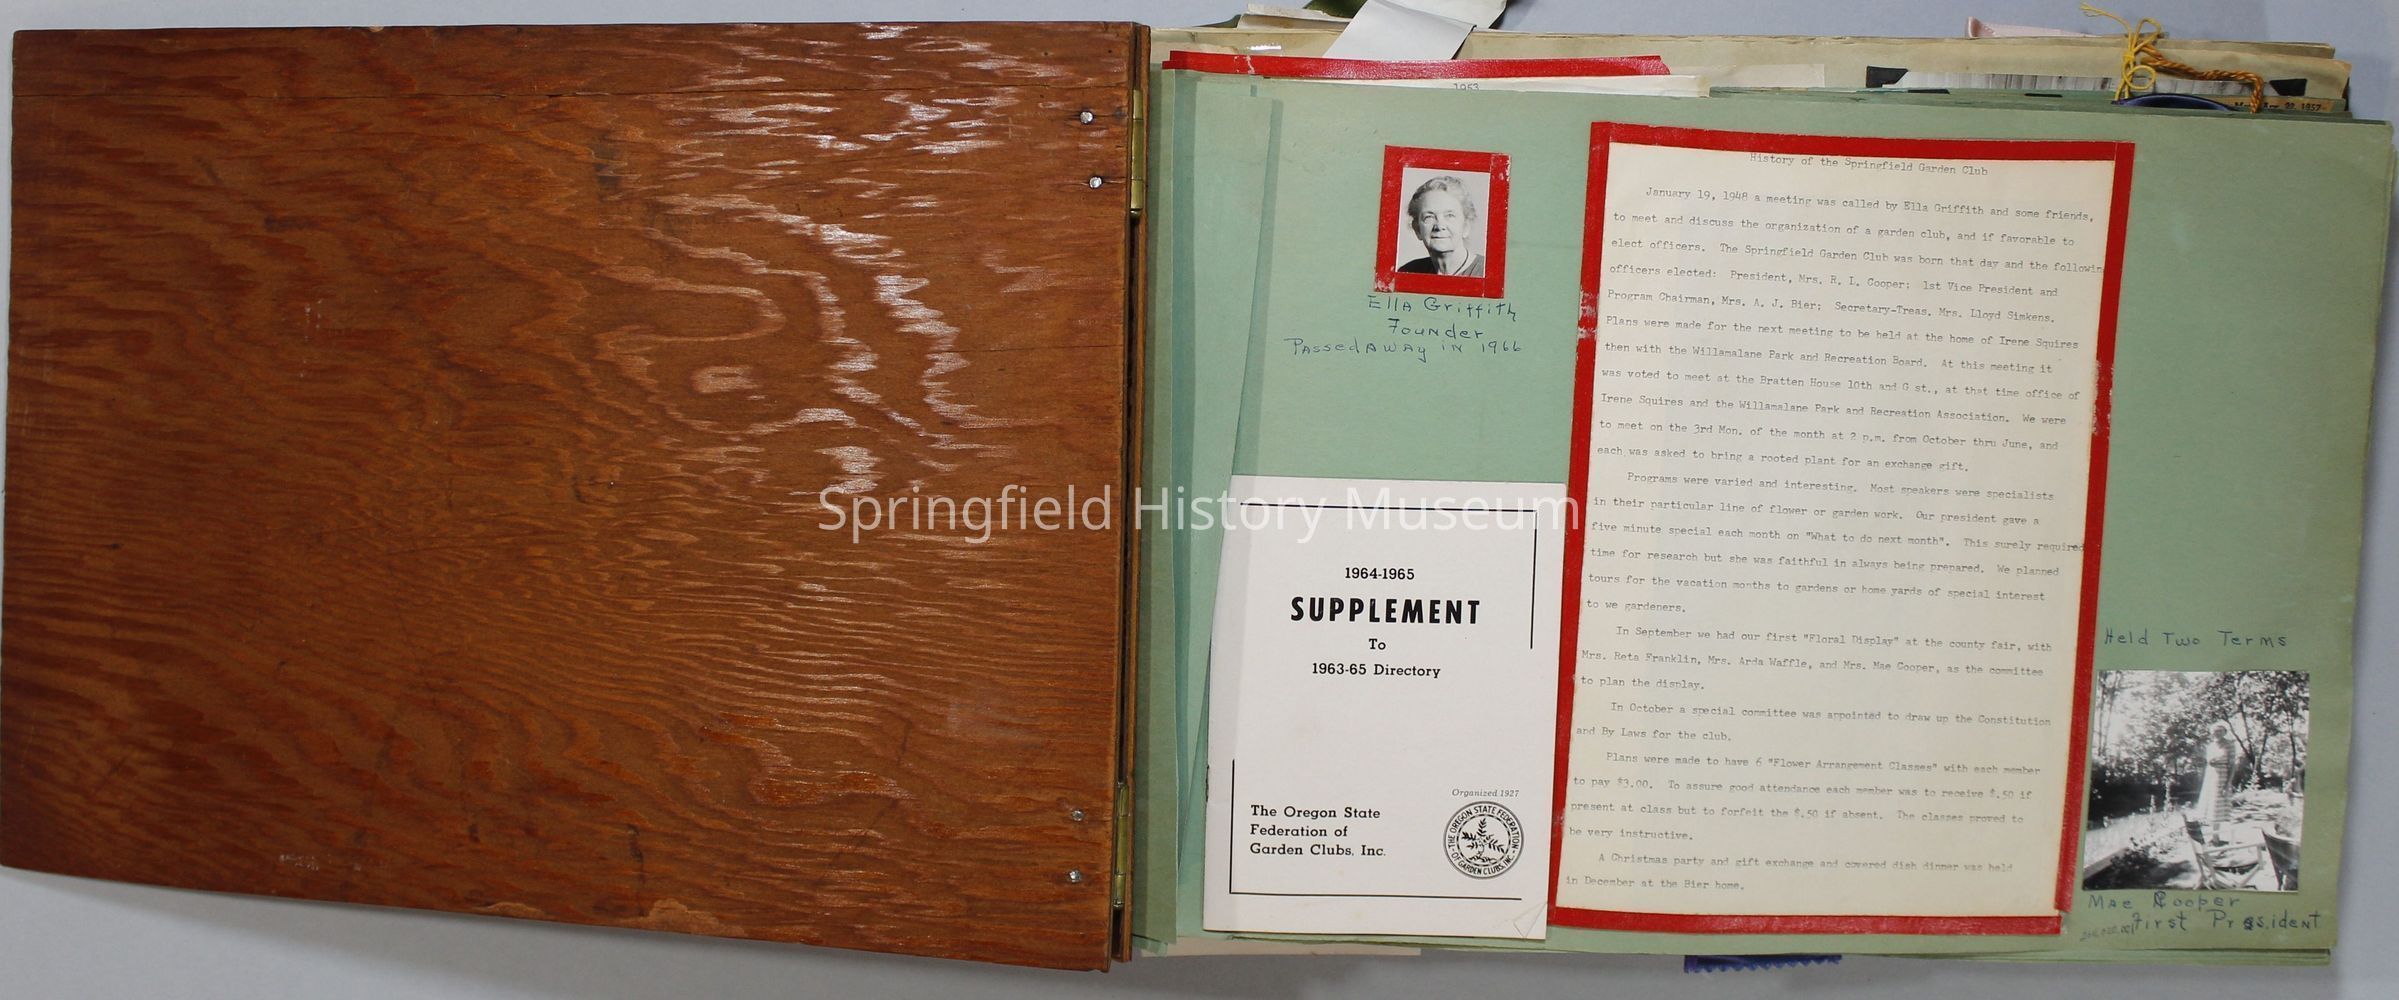 1953
Mar. 22, 1957
Ella Griffith
Founder
Passed Away in 1966
History of the Springfield Garden Club
January 19, 1948 a meeting was called by Ella Griffith and some friends,
to meet and discuss the organization of a garden club, and if favorable to
elect officers. The Springfield Garden Club was born that day and the followin
officers elected: President, Mrs. R. L. Cooper; 1st Vice President and
Program Chairman, Mrs. A. J. Bier; Secretary-Treas. Mrs. Lloyd Simkens.
Plans were made for the next meeting to be held at the home of Irene Squires
then with the Willamalane Park and Recreation Board. At this meeting it
was voted to meet at the Bratten House 10th and G st., at that time office of
Irene Squires and the Willamalane Park and Recreation Association. We were
to meet on the 3rd Mon. of the month at 2 p.m. from October thru June, and
each was asked to bring a rooted plant for an exchange gift.
Programs were varied and interesting. Most speakers were specialists
in their particular line of flower or garden work. Our president gave a
five minute special each month on "What to do next month". This surely required
time for research but she was faithful in always being prepared. We planned
tours for the vacation months to gardens or home yards of special interest
to we gardeners.
In September we had our first "Floral Display" at the county fair, with
Mrs. Reta Franklin, Mrs. Arda Waffle, and Mrs. Mae Cooper, as the committee
to plan the display.
In October a special committee was appointed to draw up the Constitution
and By Laws for the club.
Plans were made to have 6 "Flower Arrangement Classes" with each member
to pay $3.00. To assure good attendance each member was to receive $.50 if
present at class but to forfeit the $.50 if absent. The classes proved to
be very instructive.
A Christmas party and gift exchange and covered dish dinner was held
in December at the Bier home.
Springfield History Museum
1964-1965
SUPPLEMENT
To
1963-65 Directory
Organized 1927
The Oregon State
Federation of
Garden Clubs, Inc.
THE OREGON STATE FEDERATION OF GARDEN CLUBS, INC.
Held Two Terms
Mae Cooper
First President